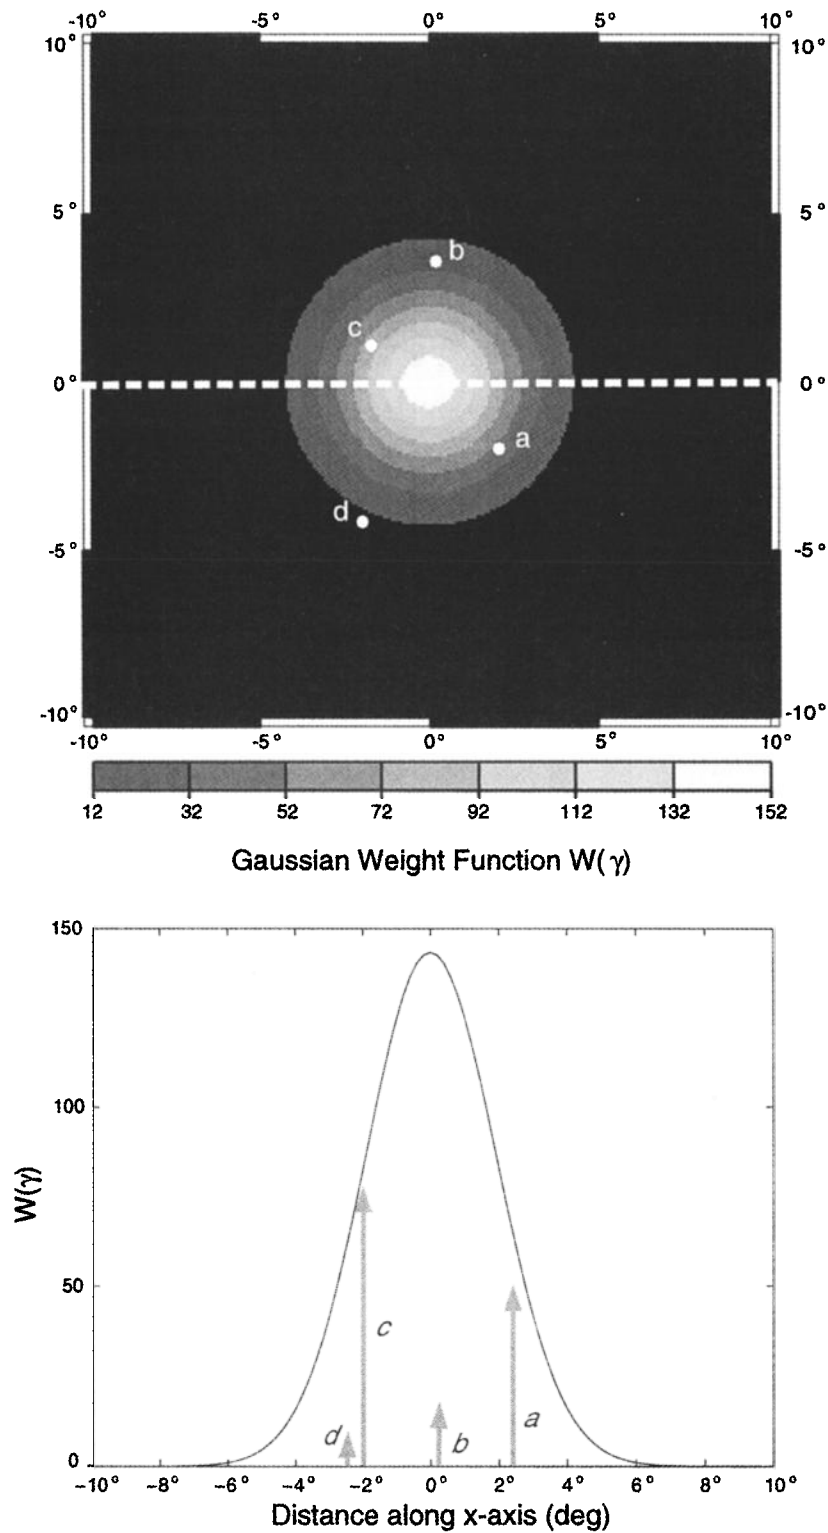 -10° -5° 0° 5° 10°
10° 10°
5° 5°
b
c
0° 0°
a
d
-5° -5°
-10° -10°
-10° -5° 0° 5° 10°
12 32 52 72 92 112 132 152
Gaussian Weight Function W(γ)
150
100
W(γ)
50
c
a
d b
0
-10° -8° -6° -4° -2° 0° 2° 4° 6° 8° 10°
Distance along x-axis (deg)